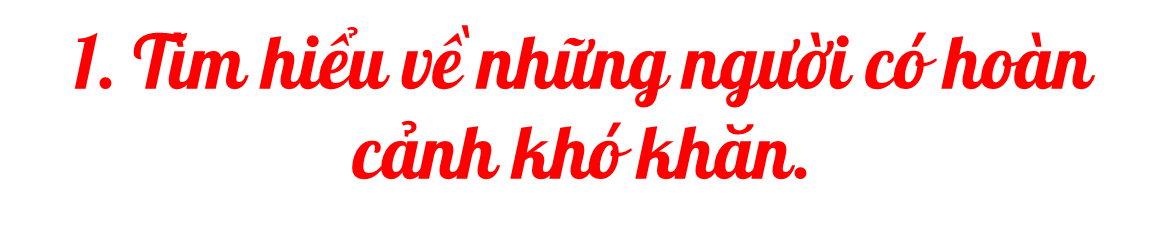 1. Tìm hiểu về những người có hoàn
cảnh khó khăn.